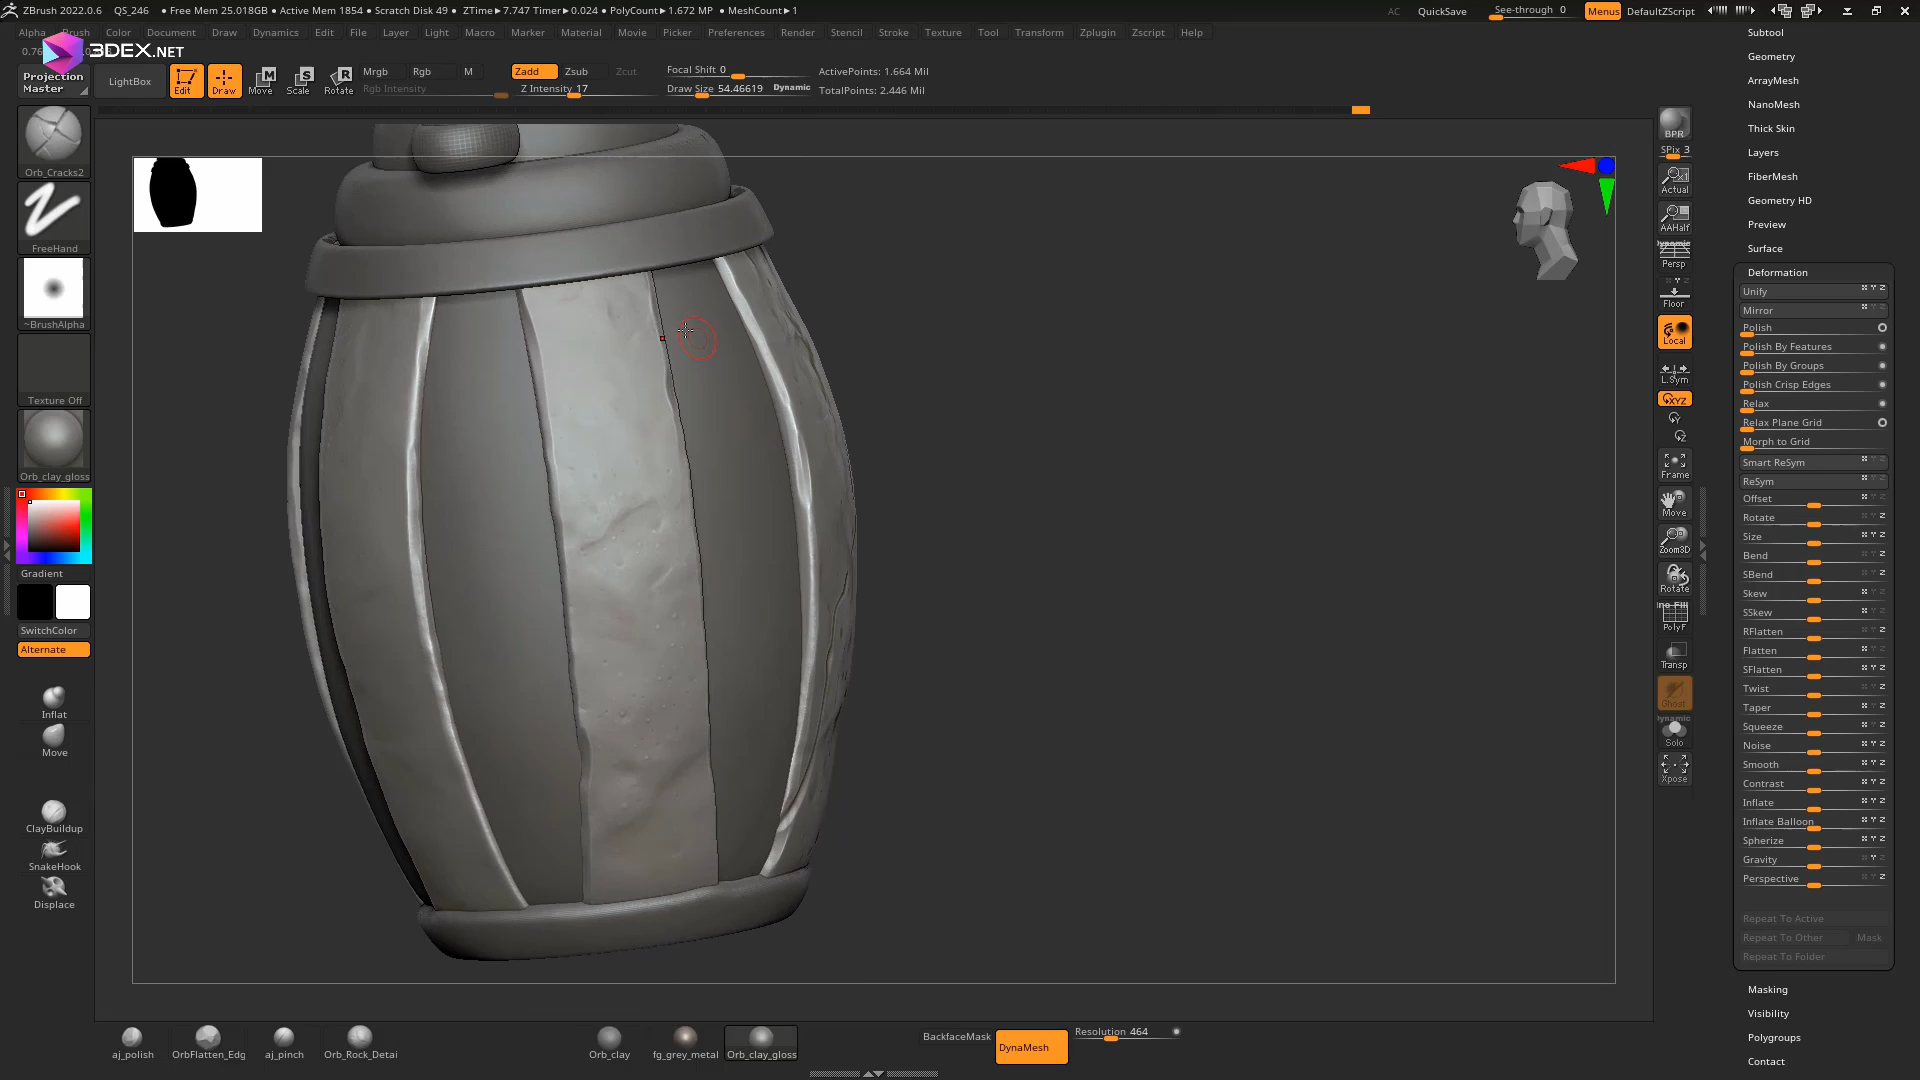 ZBrush 2022.0.6 QS_246 • Free Mem 25.018GB • Active Mem 1854 • Scratch Disk 49 • ZTime▸7.747 Timer▸0.024 • PolyCount▸1.672 MP • MeshCount▸1 AC QuickSave See-through 0 Menus DefaultZScript
Alpha Brush Color Document Draw Dynamics Edit File Layer Light Macro Marker Material Movie Picker Preferences Render Stencil Stroke Texture Tool Transform Zplugin Zscript Help
3DEX.NET
Projection Master
LightBox
Edit
Draw
Move
Scale
Rotate
Mrgb Rgb M
Rgb Intensity
Zadd Zsub Zcut
Z Intensity 17
Focal Shift 0
Draw Size 54.46619 Dynamic
ActivePoints: 1.664 Mil
TotalPoints: 2.446 Mil
Orb_Cracks2
FreeHand
~BrushAlpha
Texture Off
Orb_clay_gloss
Gradient
SwitchColor
Alternate
Inflat
Move
ClayBuildup
SnakeHook
Displace
BPR
SPix 3
Actual
AAHalf
Dynamic
Persp
Floor
Local
L.Sym
XYZ
Frame
Move
Zoom3D
Rotate
PolyF
Transp
Ghost
Dynamic
Solo
Xpose
Subtool
Geometry
ArrayMesh
NanoMesh
Thick Skin
Layers
FiberMesh
Geometry HD
Preview
Surface
Deformation
Unify
Mirror
Polish
Polish By Features
Polish By Groups
Polish Crisp Edges
Relax
Relax Plane Grid
Morph to Grid
Smart ReSym
ReSym
Offset
Rotate
Size
Bend
SBend
Skew
SSkew
RFlatten
Flatten
SFlatten
Twist
Taper
Squeeze
Noise
Smooth
Contrast
Inflate
Inflate Balloon
Spherize
Gravity
Perspective
Repeat To Active
Repeat To Other Mask
Repeat To Folder
Masking
Visibility
Polygroups
Contact
aj_polish
OrbFlatten_Edg
aj_pinch
Orb_Rock_Detai
Orb_clay
fg_grey_metal
Orb_clay_gloss
BackfaceMask
DynaMesh
Resolution 464